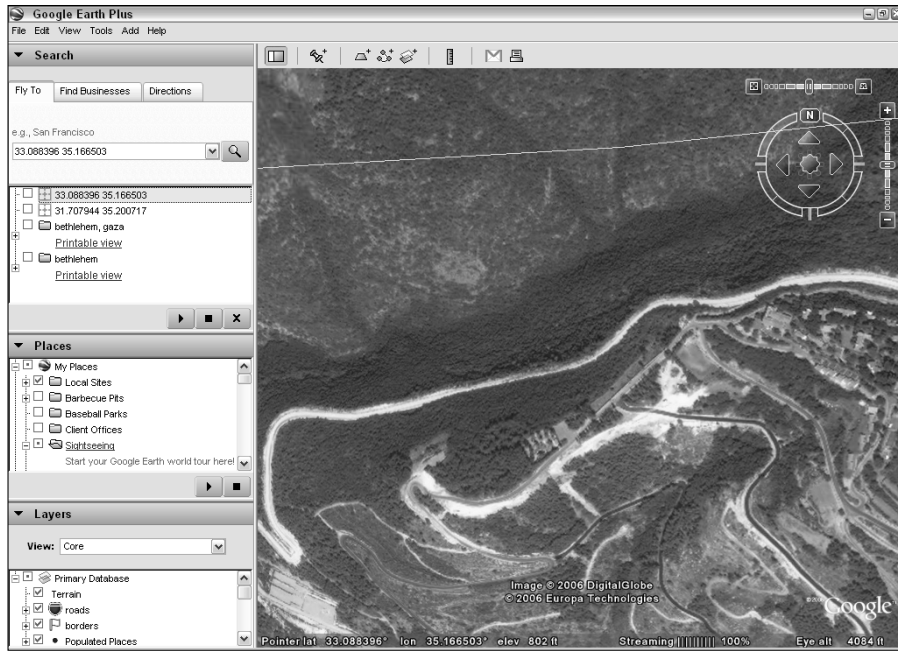 Google Earth Plus
File Edit View Tools Add Help
Search
Fly To Find Businesses Directions
e.g., San Francisco
33.088396 35.166503
33.088396 35.166503
31.707944 35.200717
bethlehem, gaza
Printable view
bethlehem
Printable view
Places
My Places
Local Sites
Barbecue Pits
Baseball Parks
Client Offices
Sightseeing
Start your Google Earth world tour here!
Layers
View: Core
Primary Database
Terrain
roads
borders
Populated Places
N
Image © 2006 DigitalGlobe
© 2006 Europa Technologies
Google
Pointer lat 33.088396° lon 35.166503° elev 802 ft Streaming |||||||||| 100% Eye alt 4084 ft